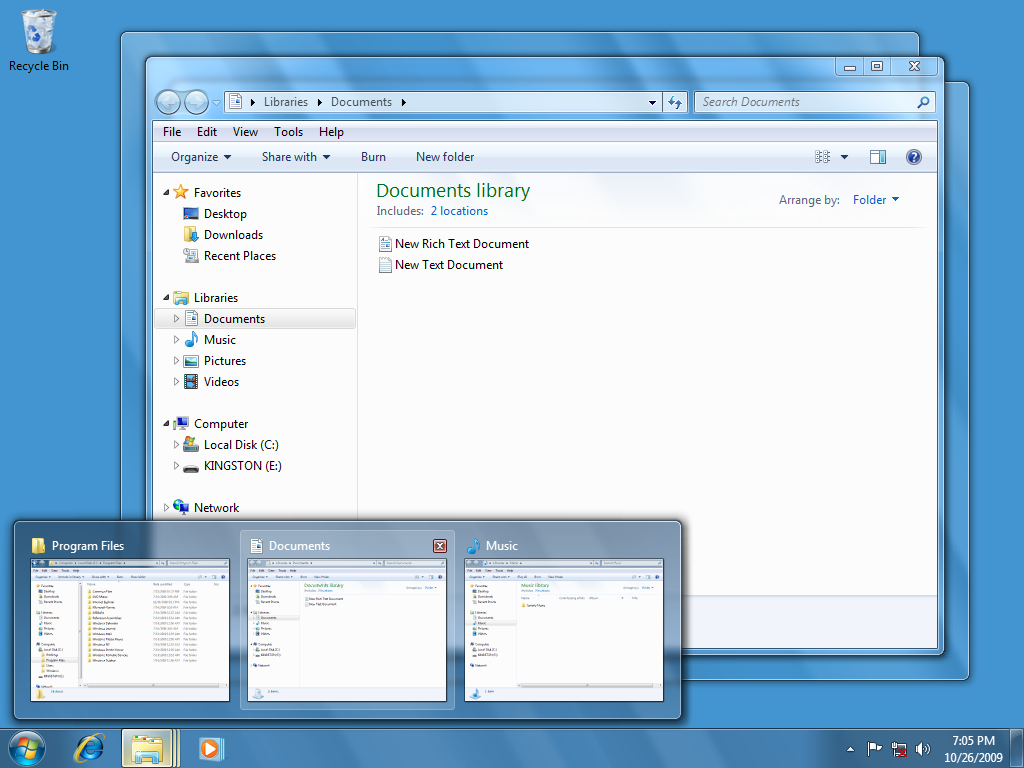 Recycle Bin
Libraries Documents
Search Documents
File Edit View Tools Help
Organize Share with Burn New folder
Favorites
Desktop
Downloads
Recent Places
Libraries
Documents
Music
Pictures
Videos
Computer
Local Disk (C:)
KINGSTON (E:)
Network
Documents library
Includes: 2 locations
Arrange by: Folder
New Rich Text Document
New Text Document
Program Files
Documents
Music
7:05 PM
10/26/2009